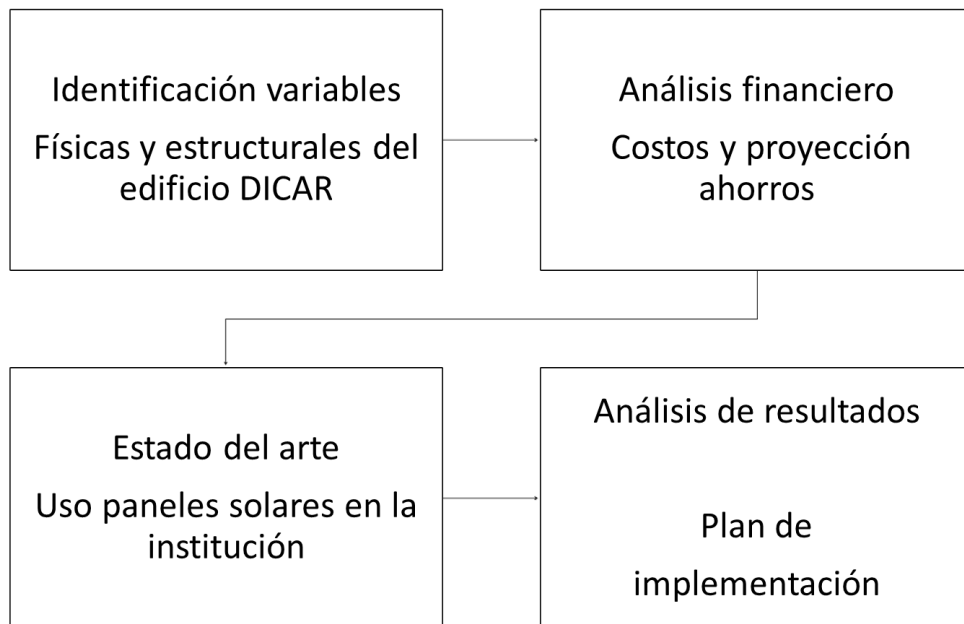 Identificación variables
Físicas y estructurales del
edificio DICAR
Análisis financiero
Costos y proyección
ahorros
Estado del arte
Uso paneles solares en la
institución
Análisis de resultados
Plan de
implementación